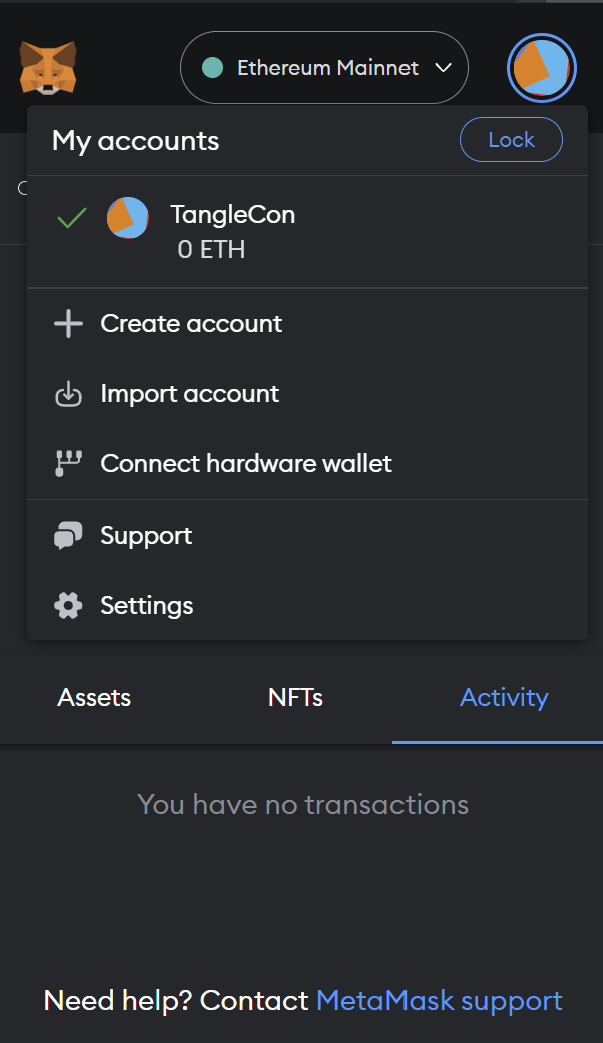 Ethereum Mainnet
My accounts
Lock
TangleCon
0 ETH
Create account
Import account
Connect hardware wallet
Support
Settings
Assets NFTs Activity
You have no transactions
Need help? Contact MetaMask support